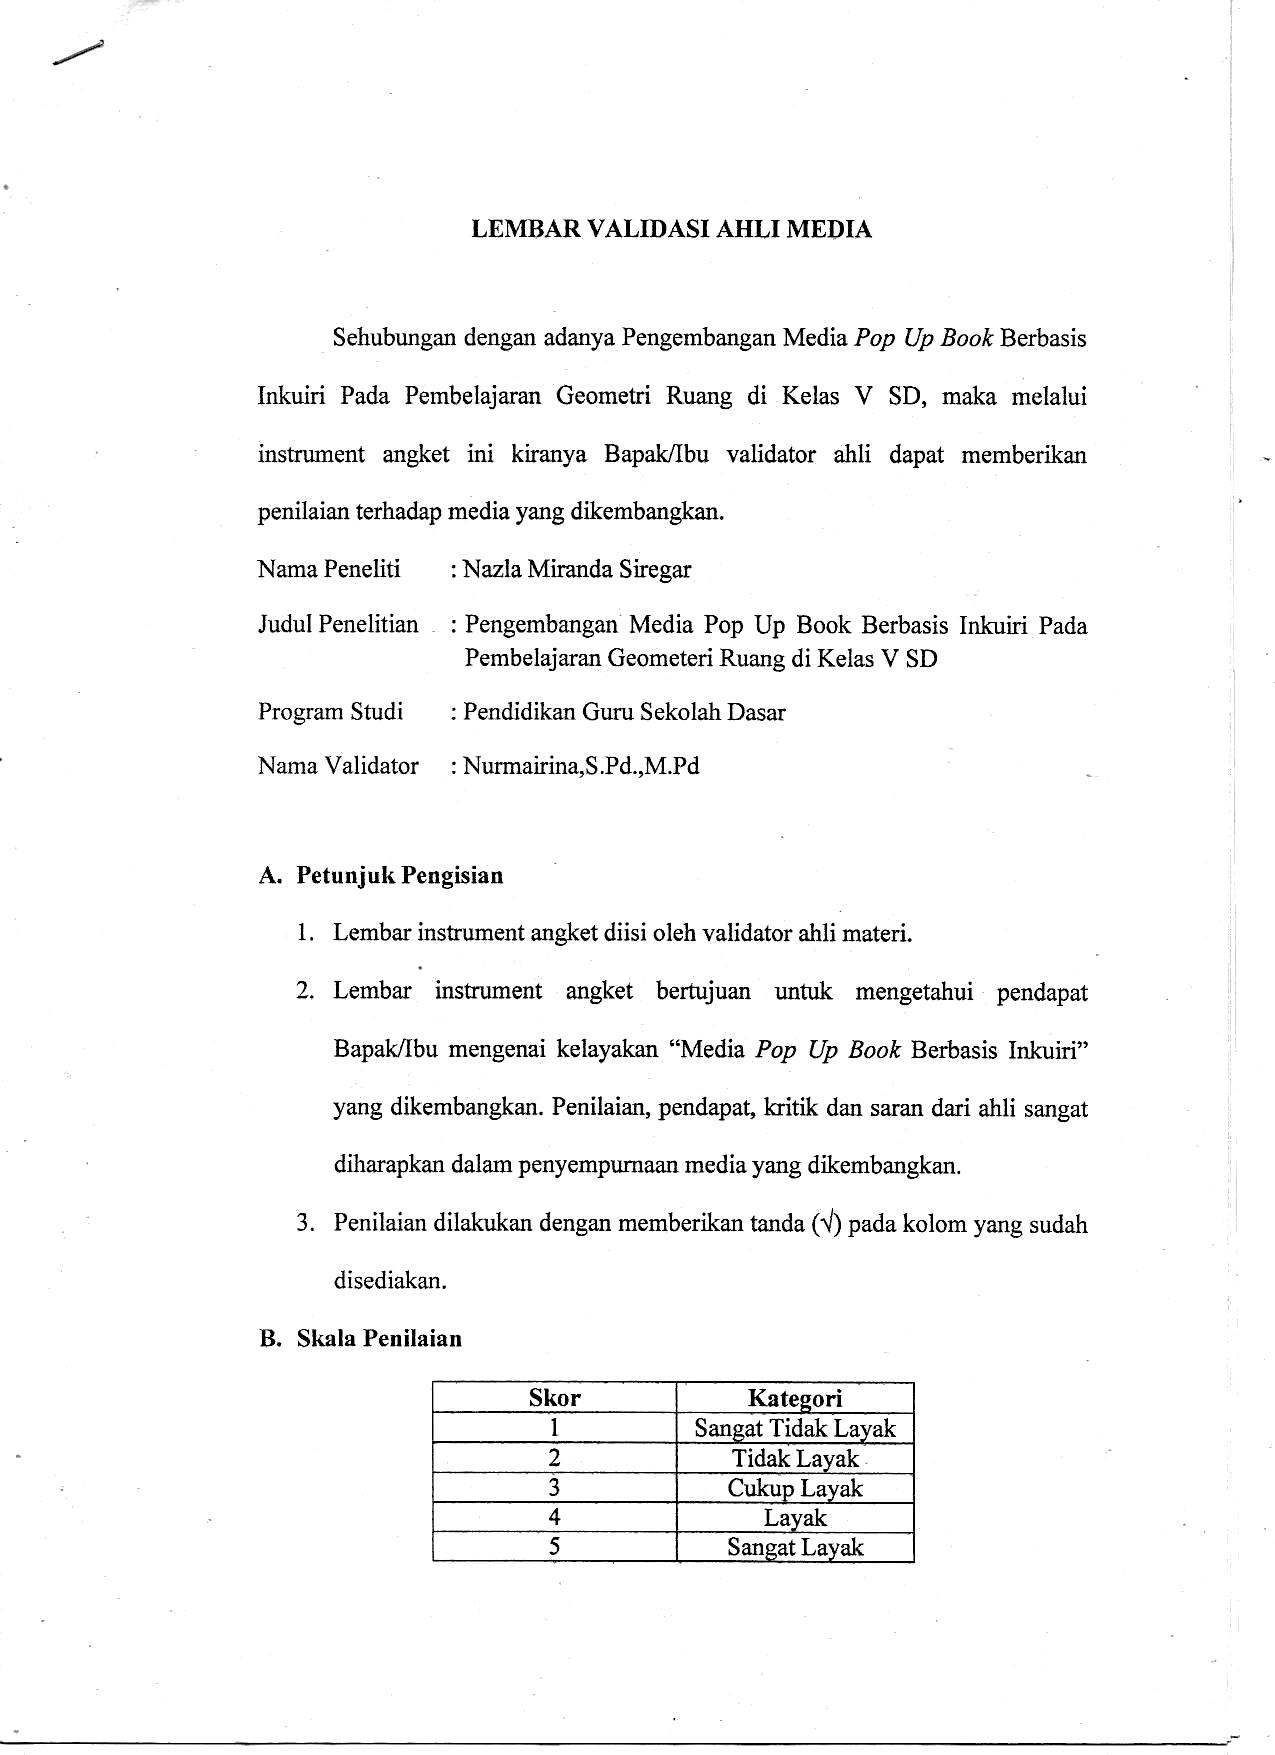 LEMBAR VALIDASI AHLI MEDIA
Sehubungan dengan adanya Pengembangan Media Pop Up Book Berbasis
Inkuiri Pada Pembelajaran Geometri Ruang di Kelas V SD, maka melalui
instrument angket ini kiranya Bapak/Ibu validator ahli dapat memberikan
penilaian terhadap media yang dikembangkan.
Nama Peneliti : Nazla Miranda Siregar
Judul Penelitian : Pengembangan Media Pop Up Book Berbasis Inkuiri Pada
Pembelajaran Geometeri Ruang di Kelas V SD
Program Studi : Pendidikan Guru Sekolah Dasar
Nama Validator : Nurmairina,S.Pd.,M.Pd
A. Petunjuk Pengisian
1. Lembar instrument angket diisi oleh validator ahli materi.
2. Lembar instrument angket bertujuan untuk mengetahui pendapat
Bapak/Ibu mengenai kelayakan “Media Pop Up Book Berbasis Inkuiri”
yang dikembangkan. Penilaian, pendapat, kritik dan saran dari ahli sangat
diharapkan dalam penyempurnaan media yang dikembangkan.
3. Penilaian dilakukan dengan memberikan tanda (√) pada kolom yang sudah
disediakan.
B. Skala Penilaian
Skor Kategori
1 Sangat Tidak Layak
2 Tidak Layak
3 Cukup Layak
4 Layak
5 Sangat Layak